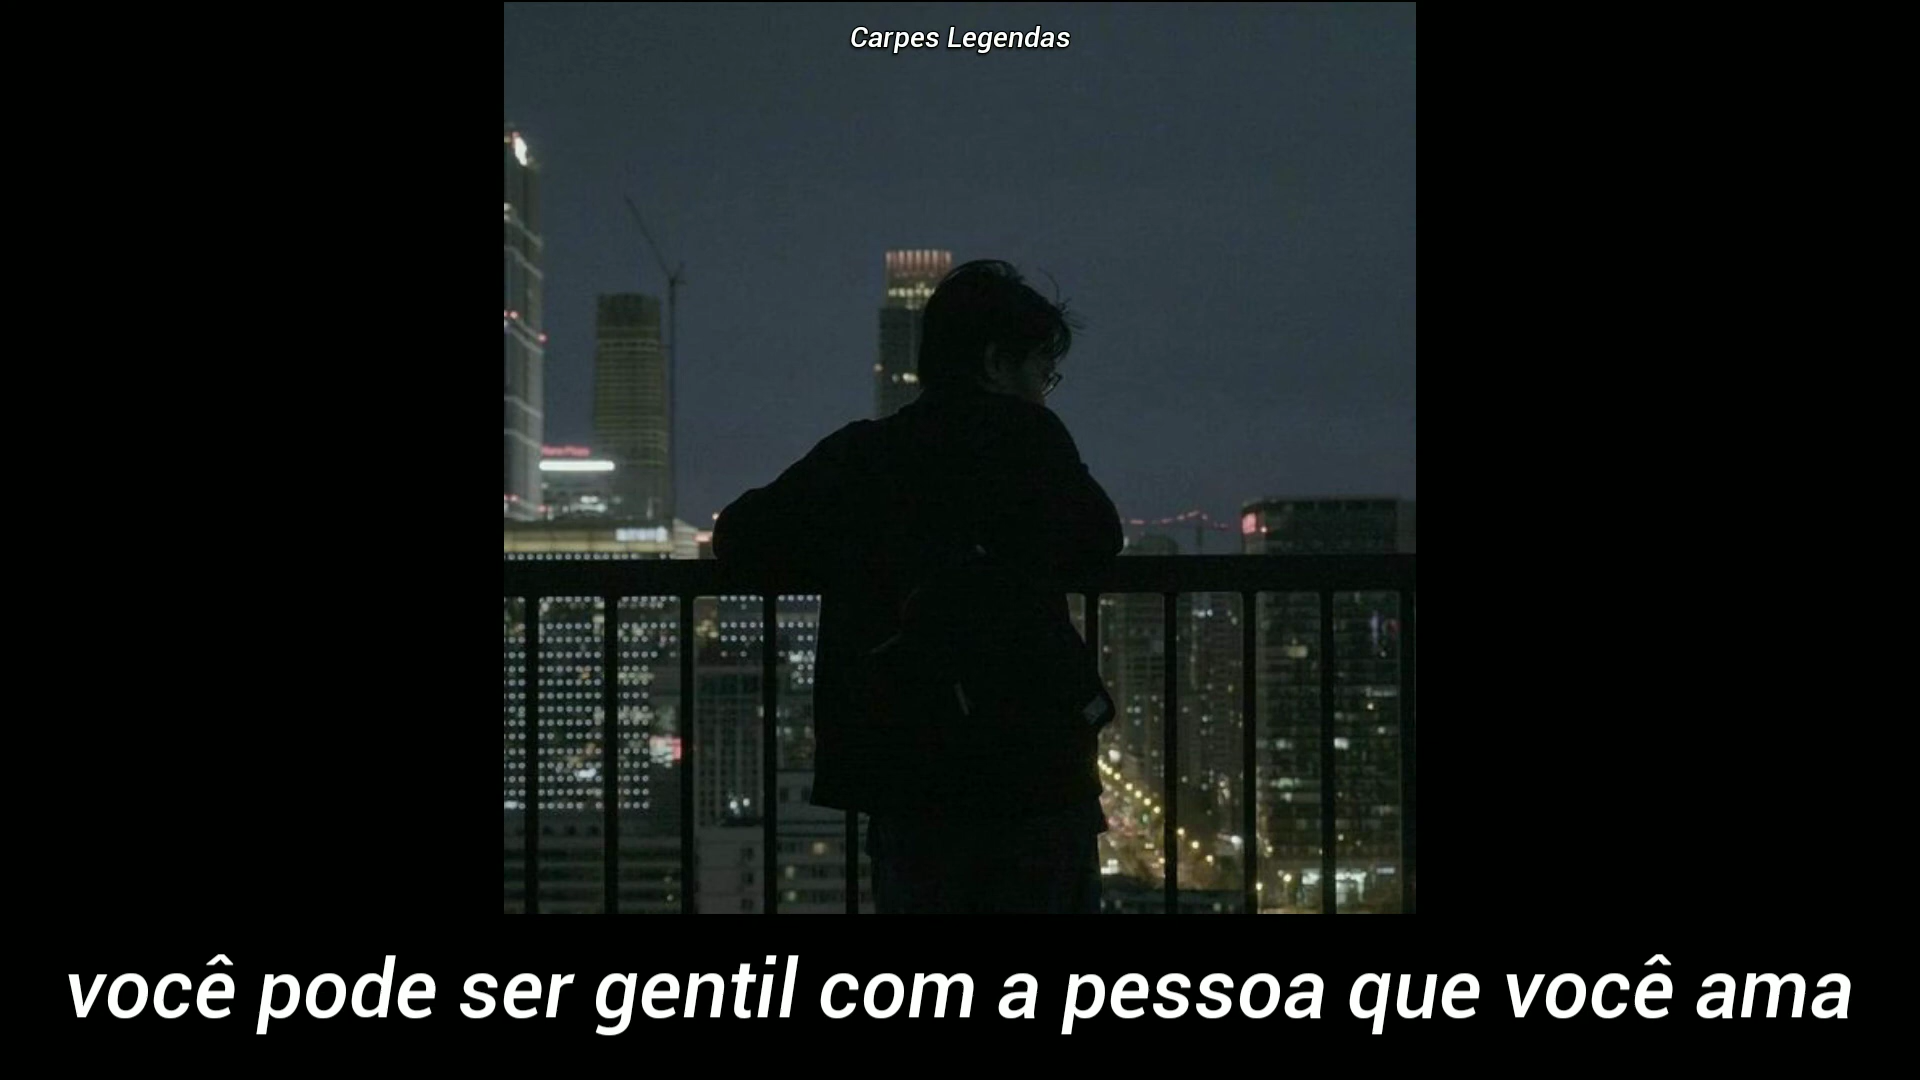 Carpes Legendas
você pode ser gentil com a pessoa que você ama